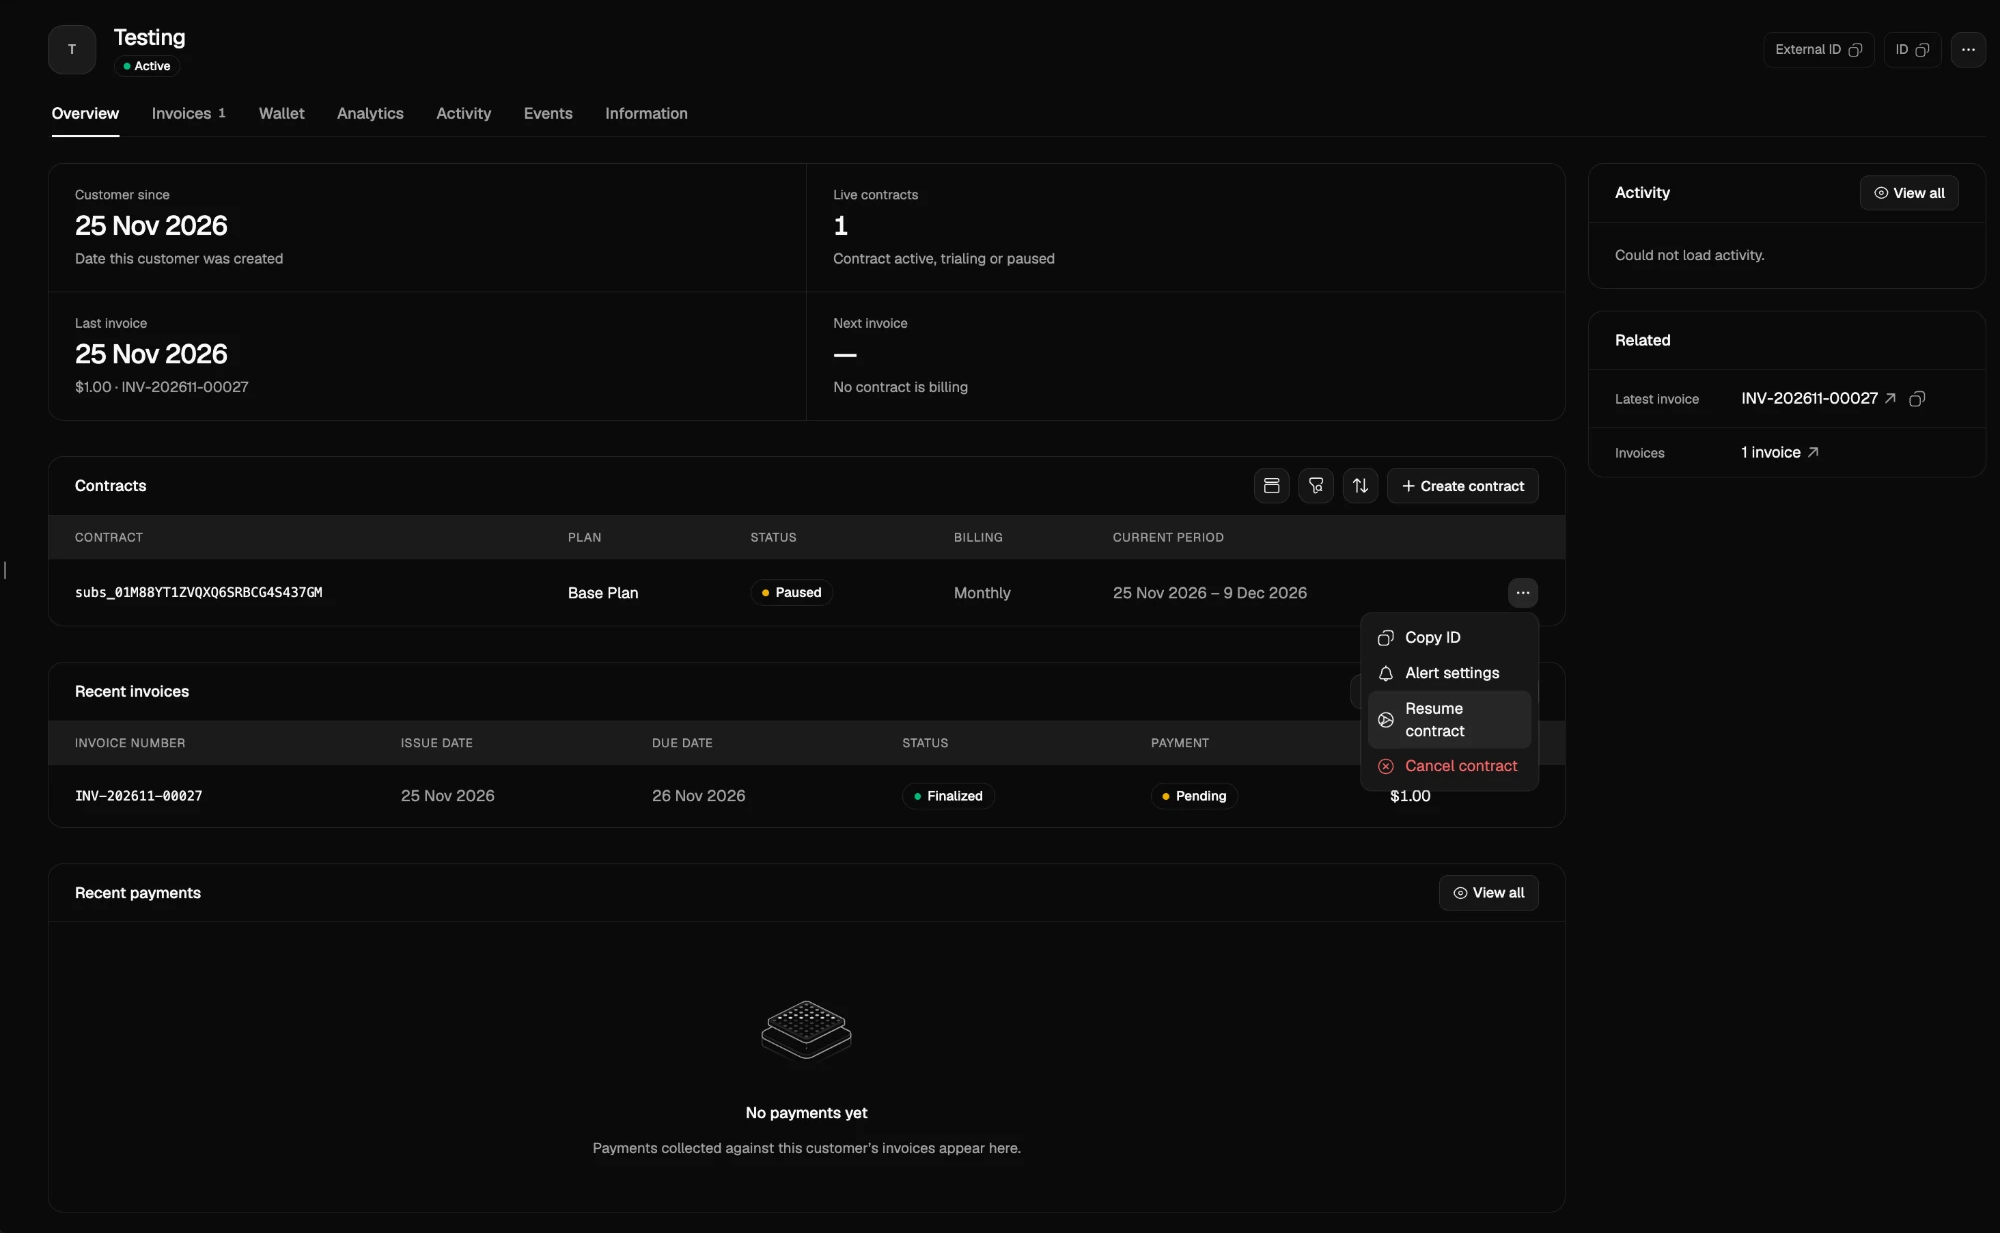 T
Testing
Active
External ID
ID
Overview
Invoices 1
Wallet
Analytics
Activity
Events
Information
Customer since
25 Nov 2026
Date this customer was created
Live contracts
1
Contract active, trialing or paused
Last invoice
25 Nov 2026
$1.00 · INV-202611-00027
Next invoice
—
No contract is billing
Activity
View all
Could not load activity.
Related
Latest invoice INV-202611-00027
Invoices 1 invoice
Contracts
+ Create contract
CONTRACT PLAN STATUS BILLING CURRENT PERIOD
subs_01M88YT1ZVQXQ6SRBCG4S437GM Base Plan Paused Monthly 25 Nov 2026 – 9 Dec 2026
Copy ID
Alert settings
Resume
contract
Cancel contract
Recent invoices
INVOICE NUMBER ISSUE DATE DUE DATE STATUS PAYMENT
INV-202611-00027 25 Nov 2026 26 Nov 2026 Finalized Pending $1.00
Recent payments
View all
No payments yet
Payments collected against this customer's invoices appear here.